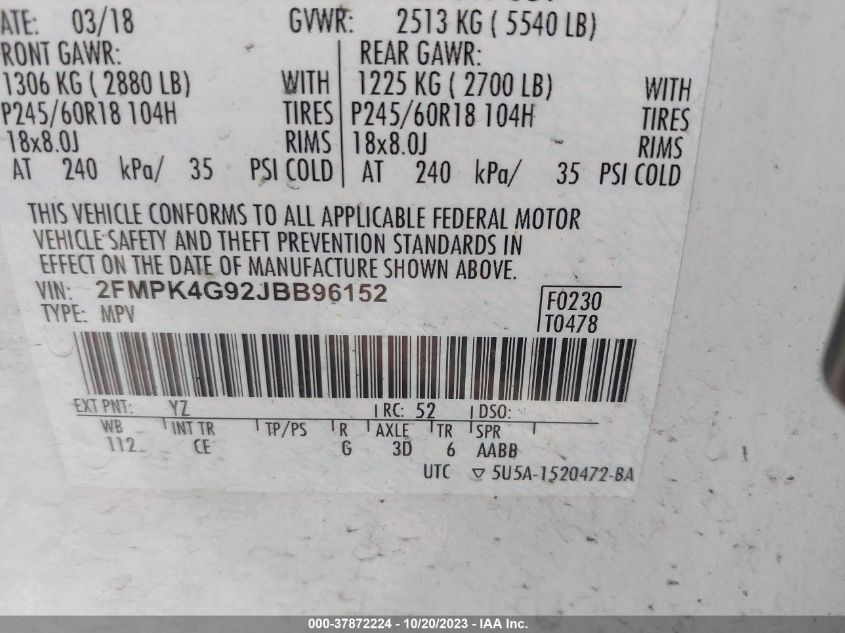 ATE: 03/18 GVWR: 2513 KG ( 5540 LB)
RONT GAWR: REAR GAWR:
1306 KG ( 2880 LB) WITH 1225 KG ( 2700 LB) WITH
P245/60R18 104H TIRES P245/60R18 104H TIRES
18x8.0J RIMS 18x8.0J RIMS
AT 240 kPa/ 35 PSI COLD AT 240 kPa/ 35 PSI COLD
THIS VEHICLE CONFORMS TO ALL APPLICABLE FEDERAL MOTOR
VEHICLE SAFETY AND THEFT PREVENTION STANDARDS IN
EFFECT ON THE DATE OF MANUFACTURE SHOWN ABOVE.
VIN: 2FMPK4G92JBB96152 F0230
TYPE: MPV T0478
EXT PNT: YZ RC: 52 DSO:
WB INT TR TP/PS R AXLE TR SPR
112 CE G 3D 6 AABB
UTC ▽ 5U5A-1520472-BA
000-37872224 - 10/20/2023 - IAA Inc.